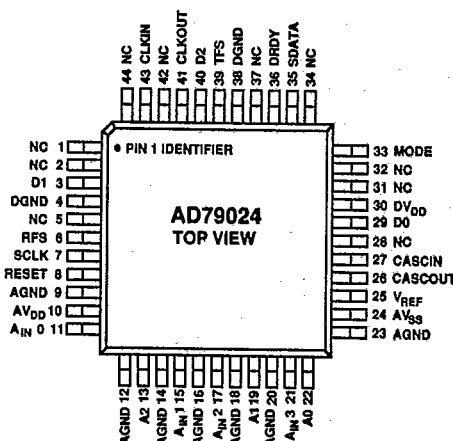 44 NC
43 CLKIN
42 NC
41 CLKOUT
40 D2
39 TFS
38 DGND
37 NC
36 DRDY
35 SDATA
34 NC
NC 1
NC 2
D1 3
DGND 4
NC 5
RFS 6
SCLK 7
RESET 8
AGND 9
AVDD 10
AIN 0 11
PIN 1 IDENTIFIER
AD79024
TOP VIEW
33 MODE
32 NC
31 NC
30 DVDD
29 D0
28 NC
27 CASCIN
26 CASCOUT
25 VREF
24 AVSS
23 AGND
AGND 12
A2 13
AGND 14
AIN 1 15
AGND 16
AIN 2 17
AGND 18
A1 19
AGND 20
AIN 3 21
A0 22